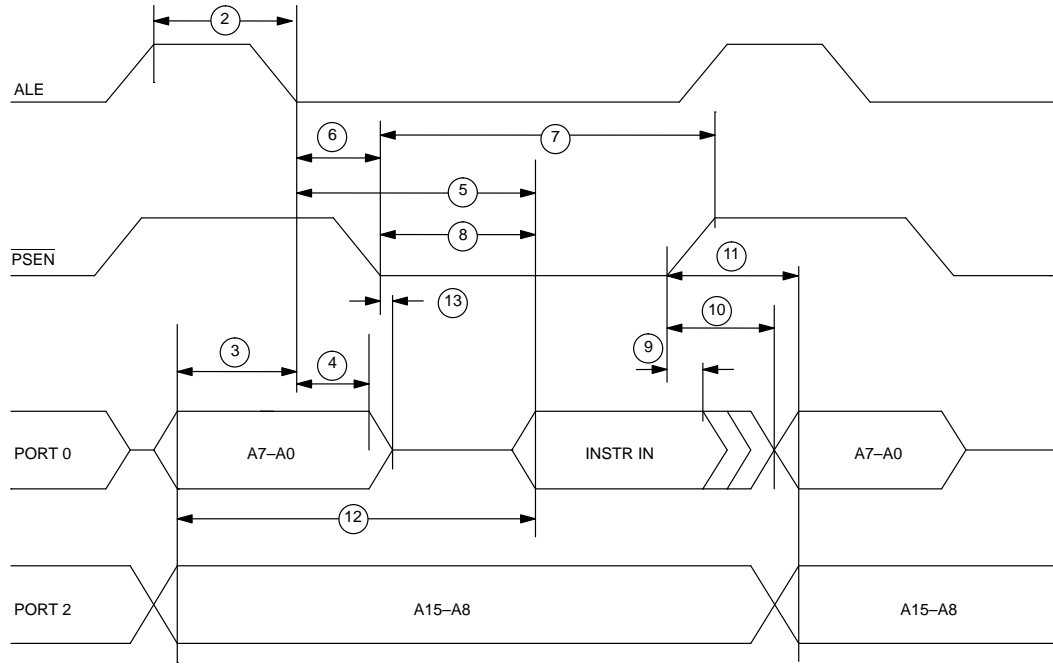 2
ALE
6
7
5
PSEN
8
11
13
10
3
4
9
PORT 0
A7–A0
INSTR IN
A7–A0
12
PORT 2
A15–A8
A15–A8